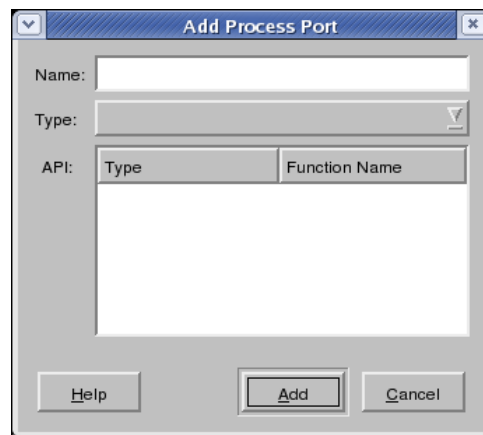 Add Process Port
Name:
Type:
API:
Type Function Name
Help Add Cancel